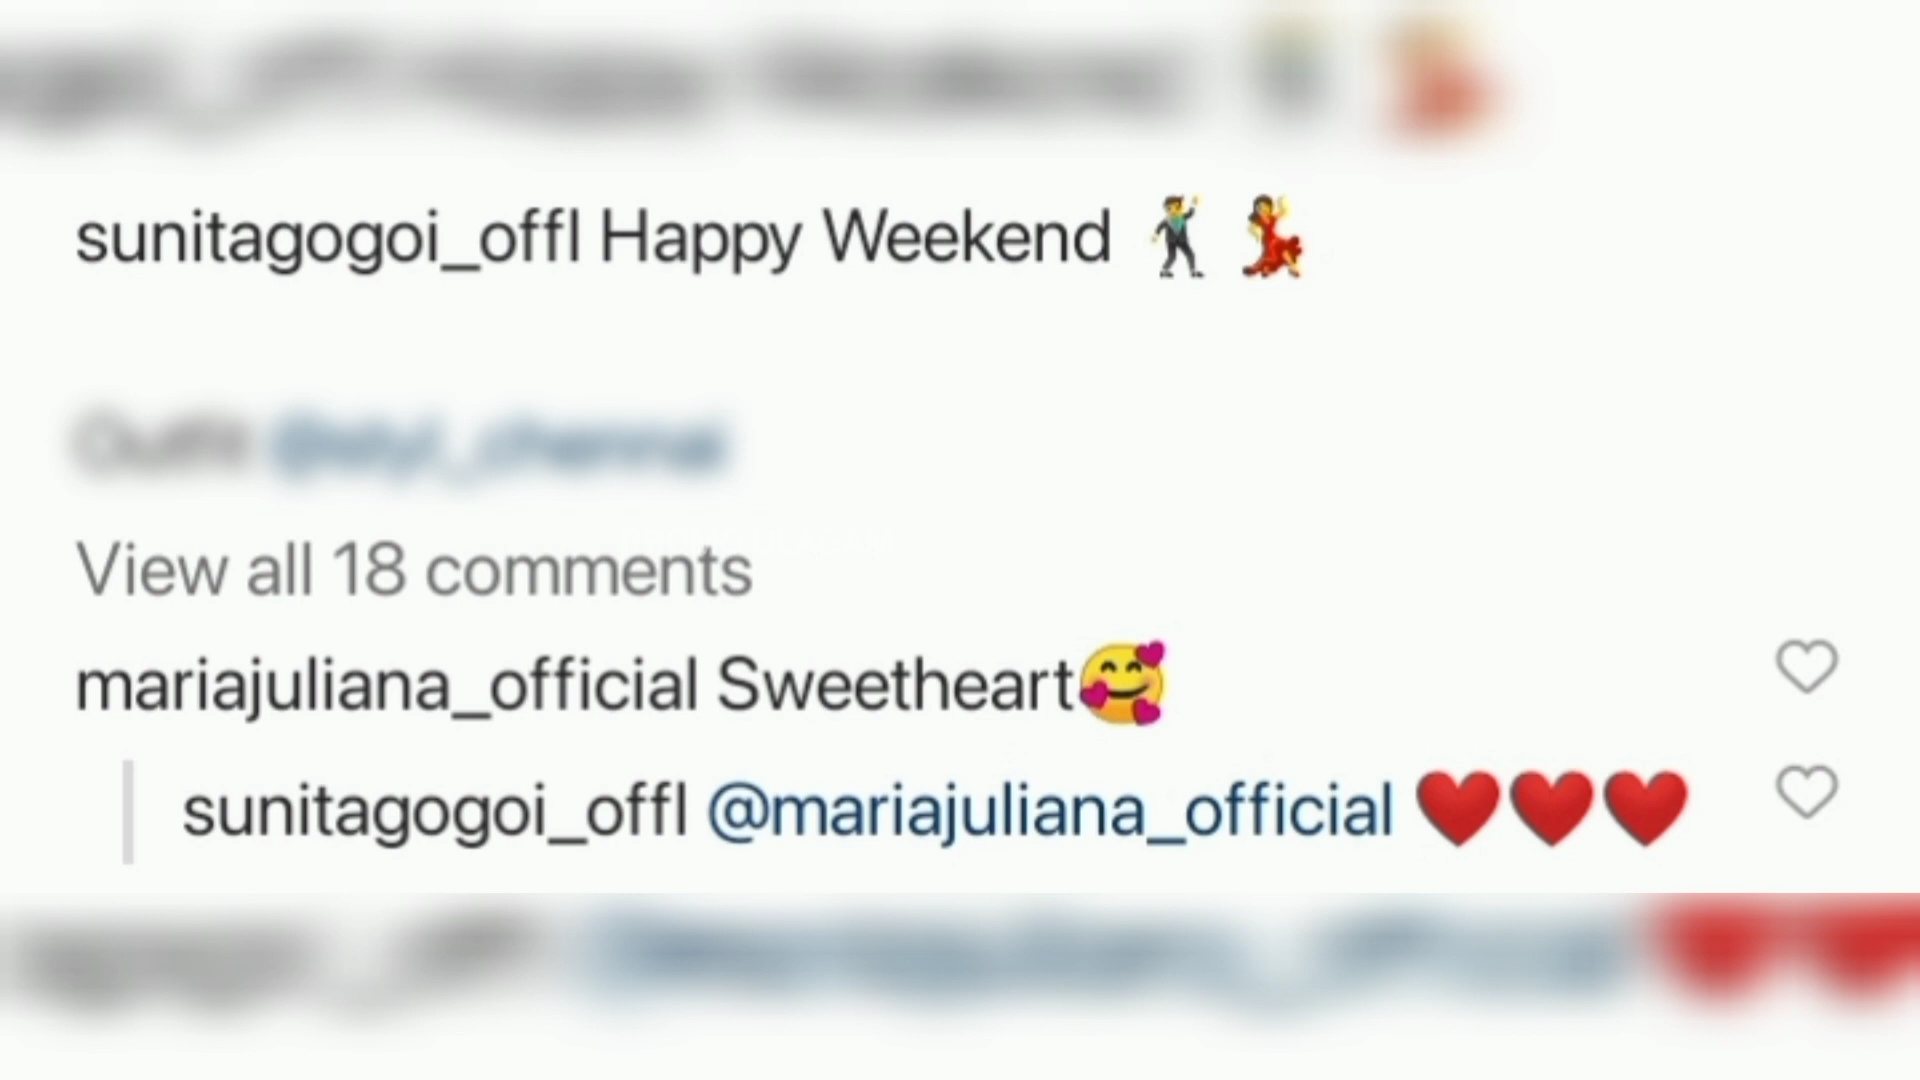 sunitagogoi_offl Happy Weekend 🕺 💃
View all 18 comments
mariajuliana_official Sweetheart🥰
sunitagogoi_offl @mariajuliana_official ❤️❤️❤️